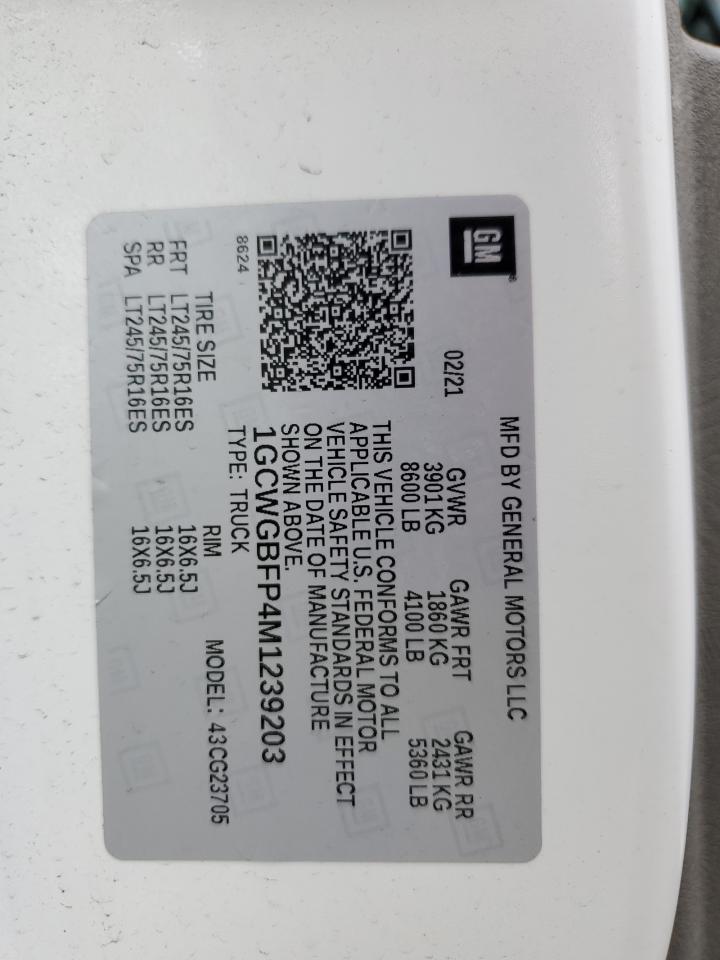 GM
MFD BY GENERAL MOTORS LLC
02/21
GVWR GAWR FRT GAWR RR
3901 KG 1860 KG 2431 KG
8600 LB 4100 LB 5360 LB
THIS VEHICLE CONFORMS TO ALL
APPLICABLE U.S. FEDERAL MOTOR
VEHICLE SAFETY STANDARDS IN EFFECT
ON THE DATE OF MANUFACTURE
SHOWN ABOVE.
1GCWGBFP4M1239203
8624
TYPE: TRUCK
MODEL: 43CG23705
TIRE SIZE RIM
FRT LT245/75R16ES 16X6.5J
RR LT245/75R16ES 16X6.5J
SPA LT245/75R16ES 16X6.5J